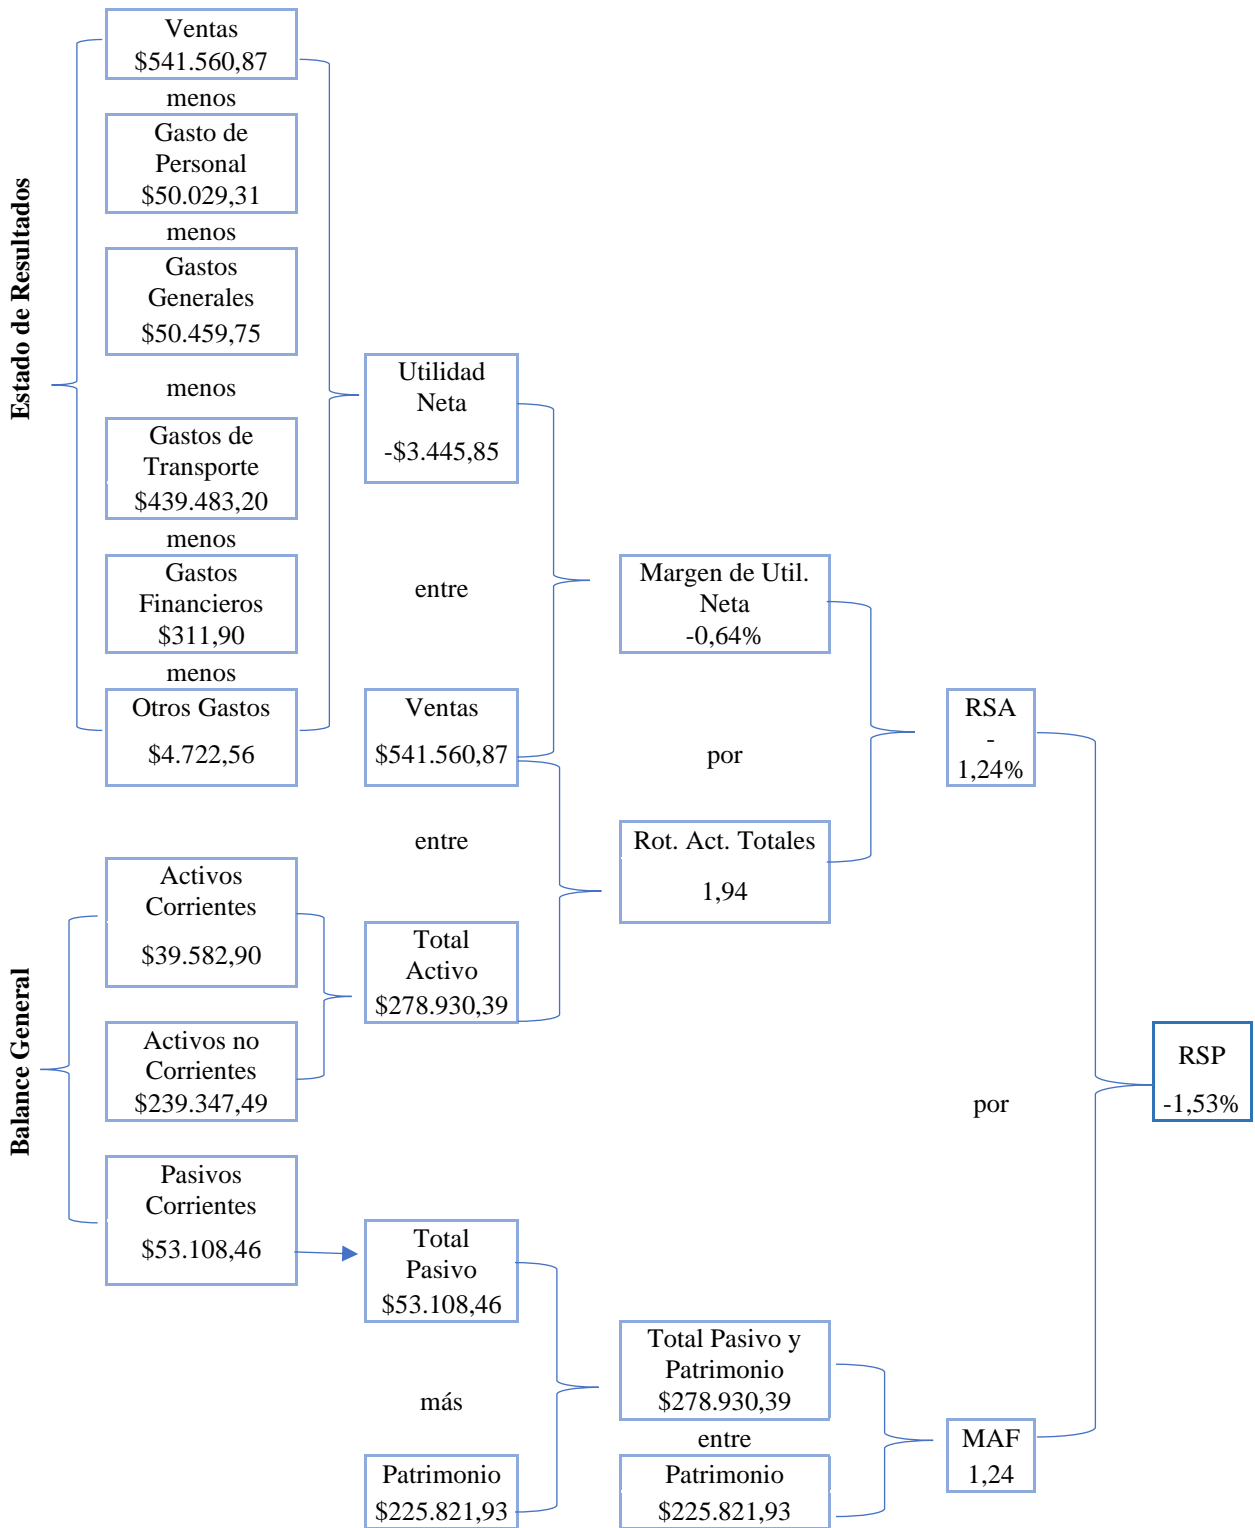 Estado de Resultados
Ventas
$541.560,87
menos
Gasto de
Personal
$50.029,31
menos
Gastos
Generales
$50.459,75
menos
Gastos de
Transporte
$439.483,20
menos
Gastos
Financieros
$311,90
menos
Otros Gastos
$4.722,56
Utilidad
Neta
-$3.445,85
entre
Ventas
$541.560,87
entre
Margen de Util.
Neta
-0,64%
por
Rot. Act. Totales
1,94
RSA
-
1,24%
Balance General
Activos
Corrientes
$39.582,90
Activos no
Corrientes
$239.347,49
Pasivos
Corrientes
$53.108,46
Total
Activo
$278.930,39
Total
Pasivo
$53.108,46
más
Patrimonio
$225.821,93
Total Pasivo y
Patrimonio
$278.930,39
entre
Patrimonio
$225.821,93
MAF
1,24
por
RSP
-1,53%